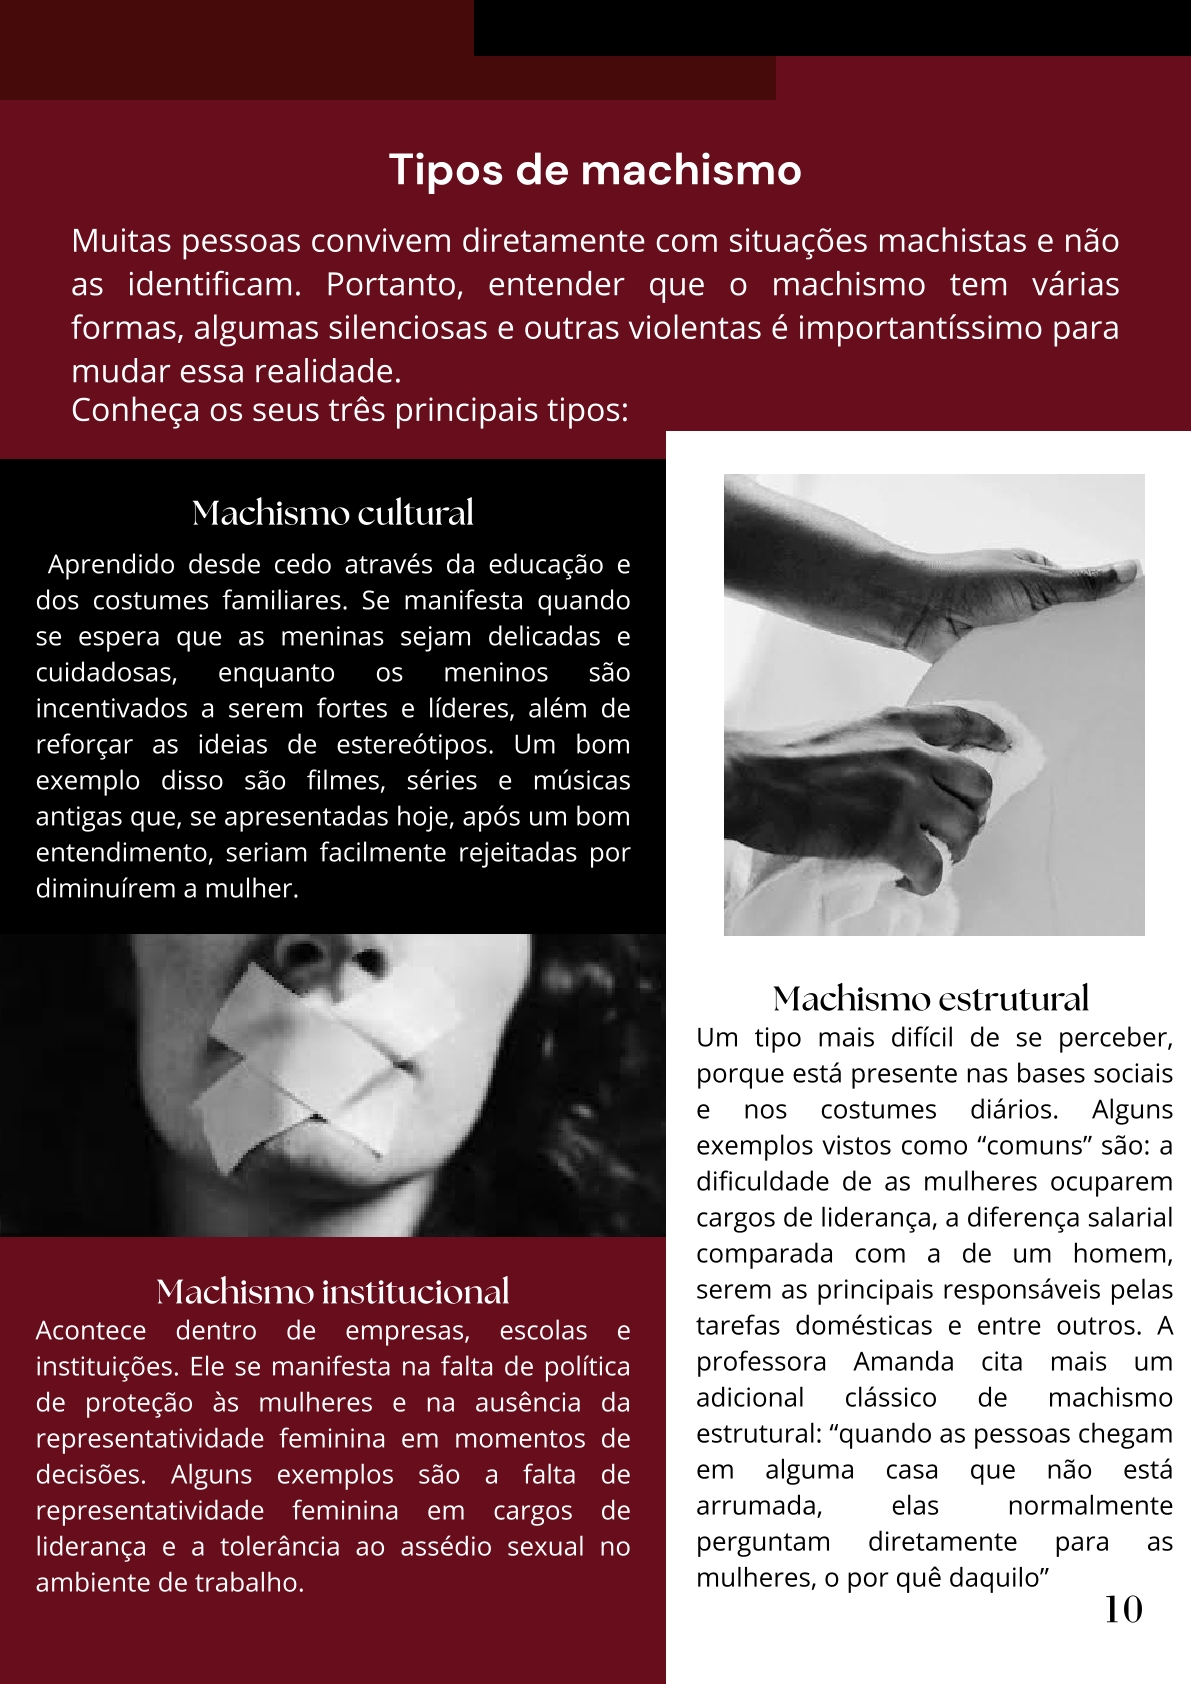 Tipos de machismo
Muitas pessoas convivem diretamente com situações machistas e não
as identificam. Portanto, entender que o machismo tem várias
formas, algumas silenciosas e outras violentas é importantíssimo para
mudar essa realidade.
Conheça os seus três principais tipos:
Machismo cultural
Aprendido desde cedo através da educação e
dos costumes familiares. Se manifesta quando
se espera que as meninas sejam delicadas e
cuidadosas, enquanto os meninos são
incentivados a serem fortes e líderes, além de
reforçar as ideias de estereótipos. Um bom
exemplo disso são filmes, séries e músicas
antigas que, se apresentadas hoje, após um bom
entendimento, seriam facilmente rejeitadas por
diminuírem a mulher.
Machismo institucional
Acontece dentro de empresas, escolas e
instituições. Ele se manifesta na falta de política
de proteção às mulheres e na ausência da
representatividade feminina em momentos de
decisões. Alguns exemplos são a falta de
representatividade feminina em cargos de
liderança e a tolerância ao assédio sexual no
ambiente de trabalho.
Machismo estrutural
Um tipo mais difícil de se perceber,
porque está presente nas bases sociais
e nos costumes diários. Alguns
exemplos vistos como “comuns” são: a
dificuldade de as mulheres ocuparem
cargos de liderança, a diferença salarial
comparada com a de um homem,
serem as principais responsáveis pelas
tarefas domésticas e entre outros. A
professora Amanda cita mais um
adicional clássico de machismo
estrutural: “quando as pessoas chegam
em alguma casa que não está
arrumada, elas normalmente
perguntam diretamente para as
mulheres, o por quê daquilo”
10